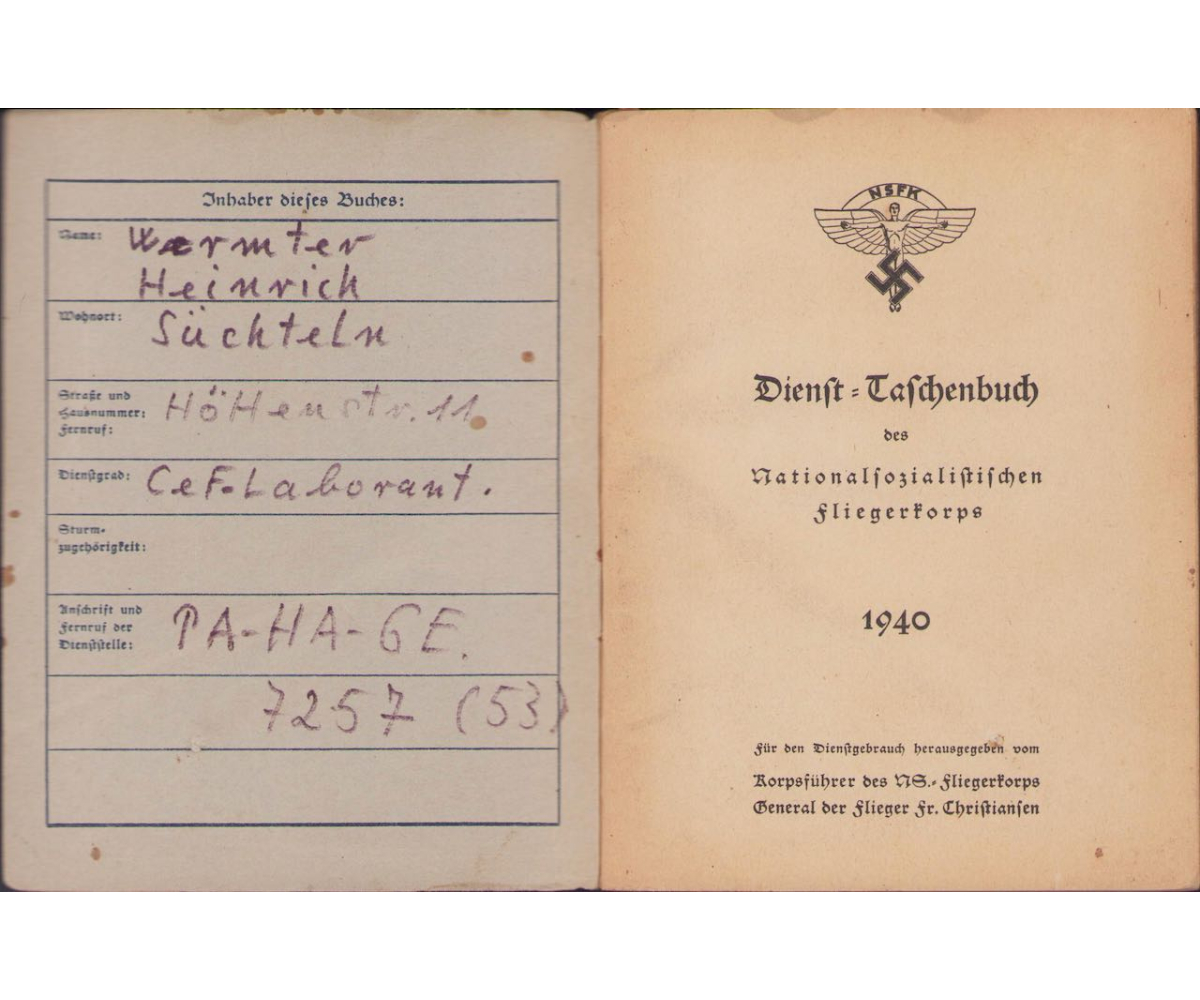 Inhaber dieses Buches:
Name: Warmter
Heinrich
Wohnort: Süchteln
Straße und
Hausnummer: HöHenstr. 11
Fernruf:
Dienstgrad: CeF-Laborant.
Sturm-
zugehörigkeit:
Anschrift und
Fernruf der
Dienststelle: PA-HA-GE.
7257 (53)
NSFK
Dienst-Taschenbuch
des
Nationalsozialistischen
Fliegerkorps
1940
Für den Dienstgebrauch herausgegeben vom
Korpsführer des NS.-Fliegerkorps
General der Flieger Fr. Christiansen